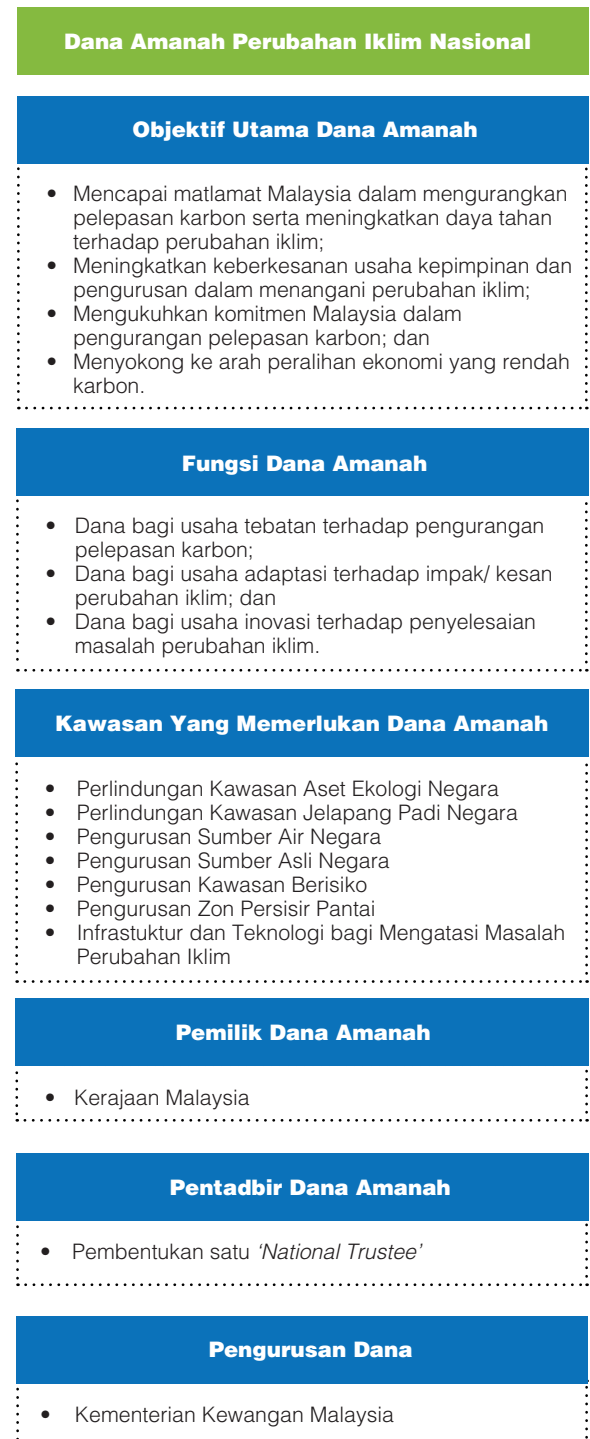 Dana Amanah Perubahan Iklim Nasional
Objektif Utama Dana Amanah
• Mencapai matlamat Malaysia dalam mengurangkan
pelepasan karbon serta meningkatkan daya tahan
terhadap perubahan iklim;
• Meningkatkan keberkesanan usaha kepimpinan dan
pengurusan dalam menangani perubahan iklim;
• Mengukuhkan komitmen Malaysia dalam
pengurangan pelepasan karbon; dan
• Menyokong ke arah peralihan ekonomi yang rendah
karbon.
Fungsi Dana Amanah
• Dana bagi usaha tebatan terhadap pengurangan
pelepasan karbon;
• Dana bagi usaha adaptasi terhadap impak/ kesan
perubahan iklim; dan
• Dana bagi usaha inovasi terhadap penyelesaian
masalah perubahan iklim.
Kawasan Yang Memerlukan Dana Amanah
• Perlindungan Kawasan Aset Ekologi Negara
• Perlindungan Kawasan Jelapang Padi Negara
• Pengurusan Sumber Air Negara
• Pengurusan Sumber Asli Negara
• Pengurusan Kawasan Berisiko
• Pengurusan Zon Persisir Pantai
• Infrastuktur dan Teknologi bagi Mengatasi Masalah
Perubahan Iklim
Pemilik Dana Amanah
• Kerajaan Malaysia
Pentadbir Dana Amanah
• Pembentukan satu ‘National Trustee’
Pengurusan Dana
• Kementerian Kewangan Malaysia